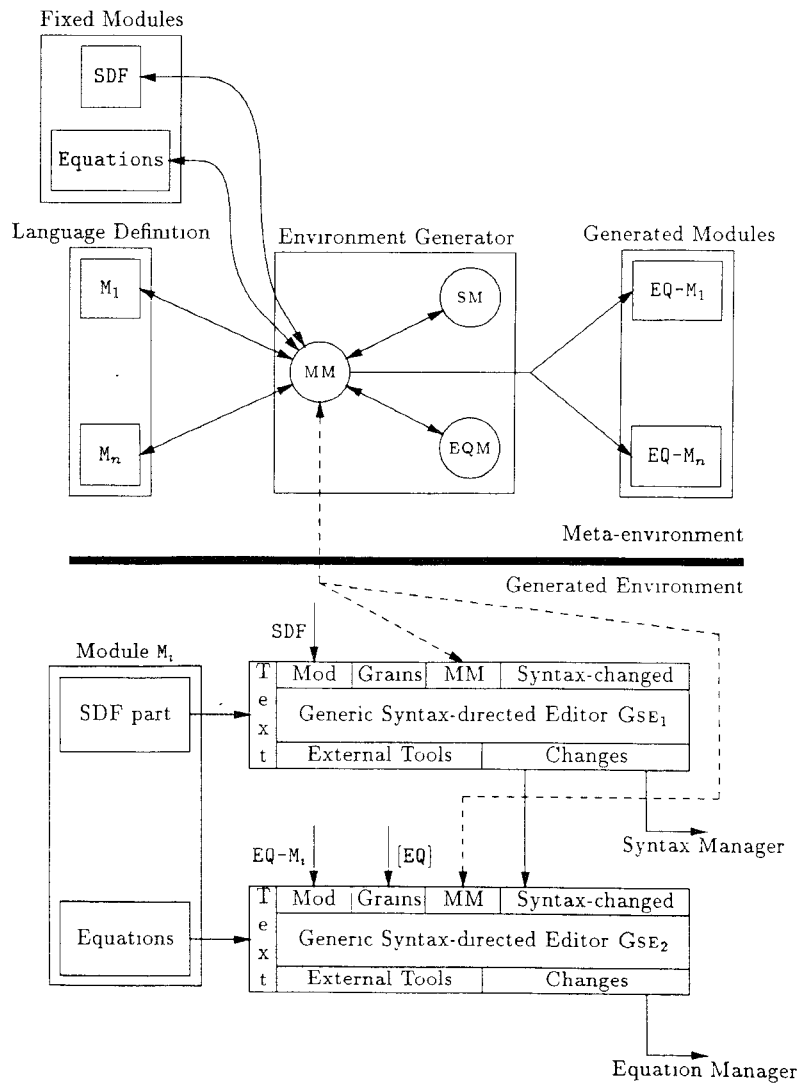 Fixed Modules
SDF
Equations
Language Definition
Environment Generator
Generated Modules
M1
SM
EQ-M1
MM
Mn
EQM
EQ-Mn
Meta-environment
Generated Environment
SDF
Module Mi
Text
Mod
Grains
MM
Syntax-changed
SDF part
Generic Syntax-directed Editor GSE1
External Tools
Changes
Syntax Manager
EQ-Mi
[EQ]
Text
Mod
Grains
MM
Syntax-changed
Equations
Generic Syntax-directed Editor GSE2
External Tools
Changes
Equation Manager